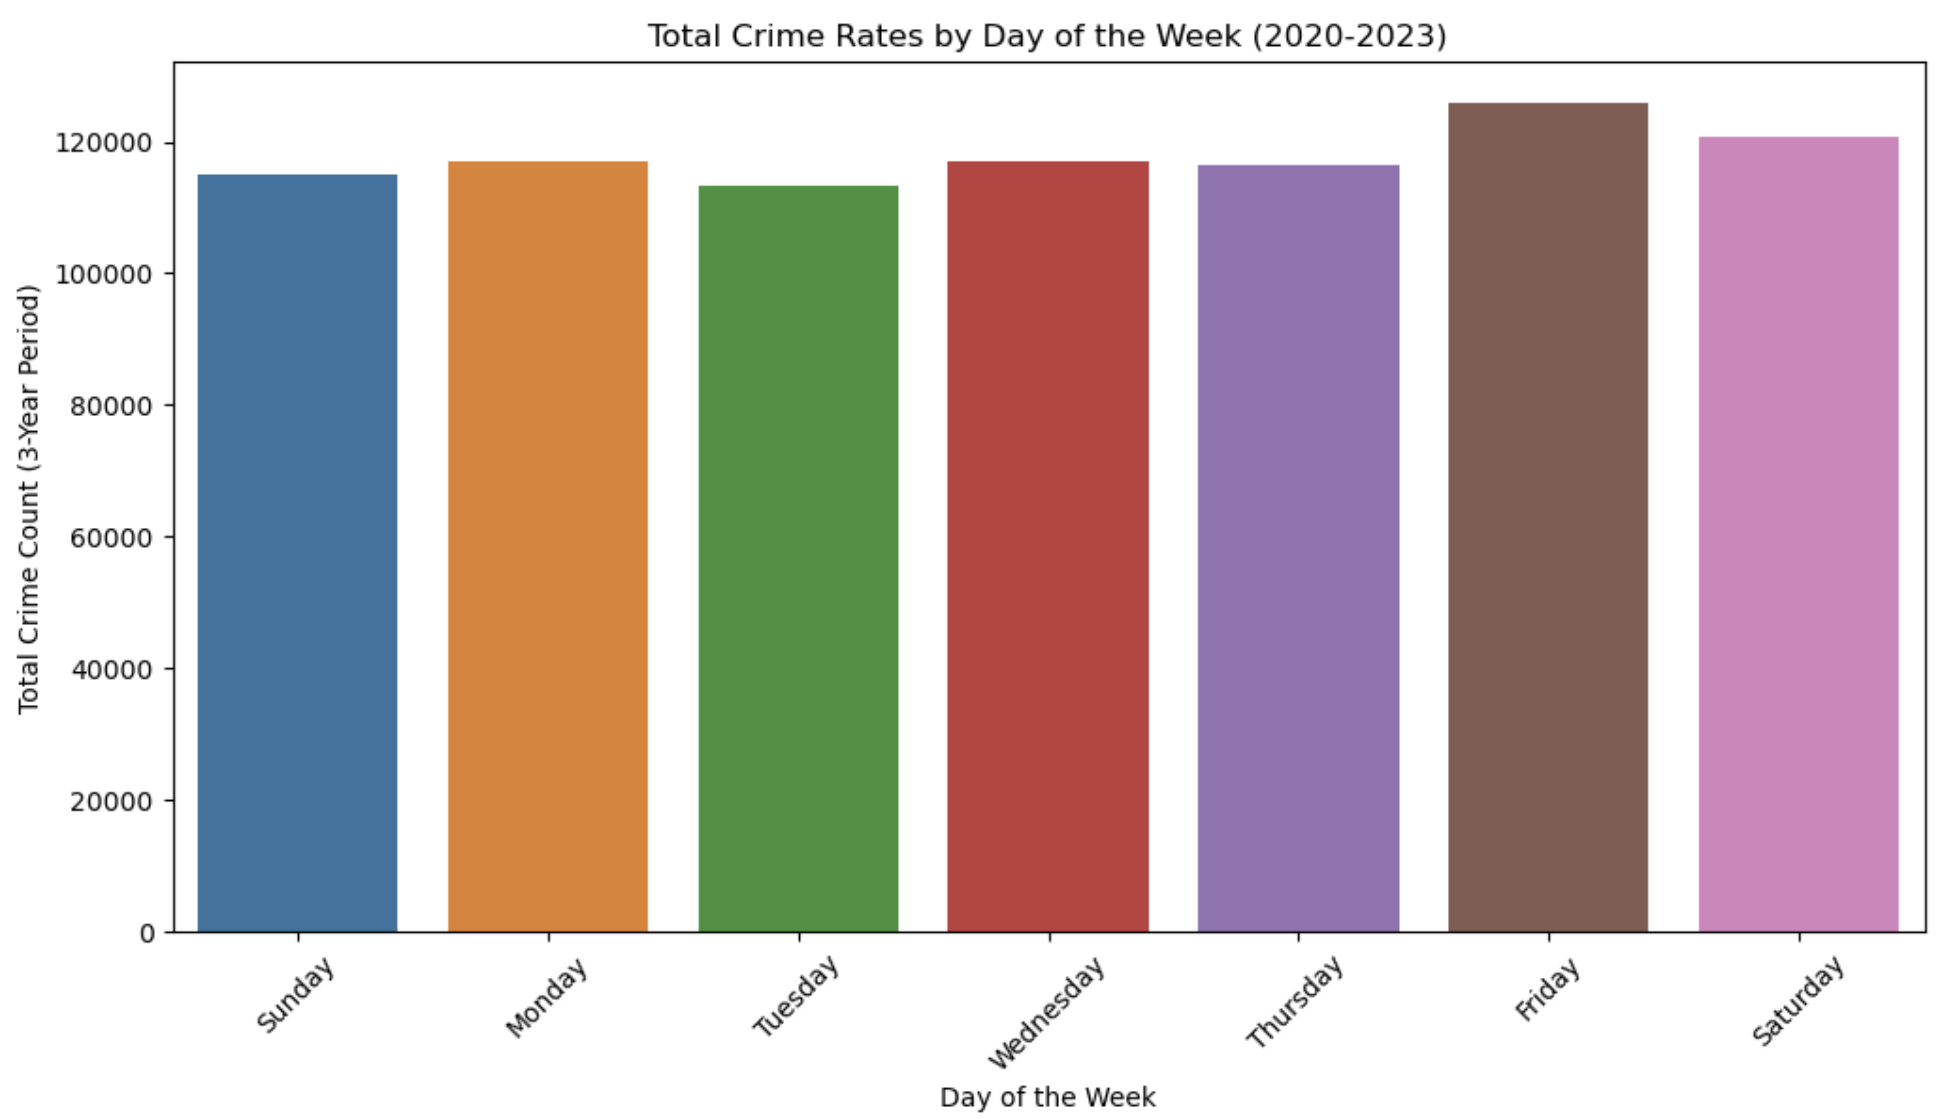 Total Crime Rates by Day of the Week (2020-2023)
Total Crime Count (3-Year Period)
120000
100000
80000
60000
40000
20000
0
Sunday
Monday
Tuesday
Wednesday
Thursday
Friday
Saturday
Day of the Week